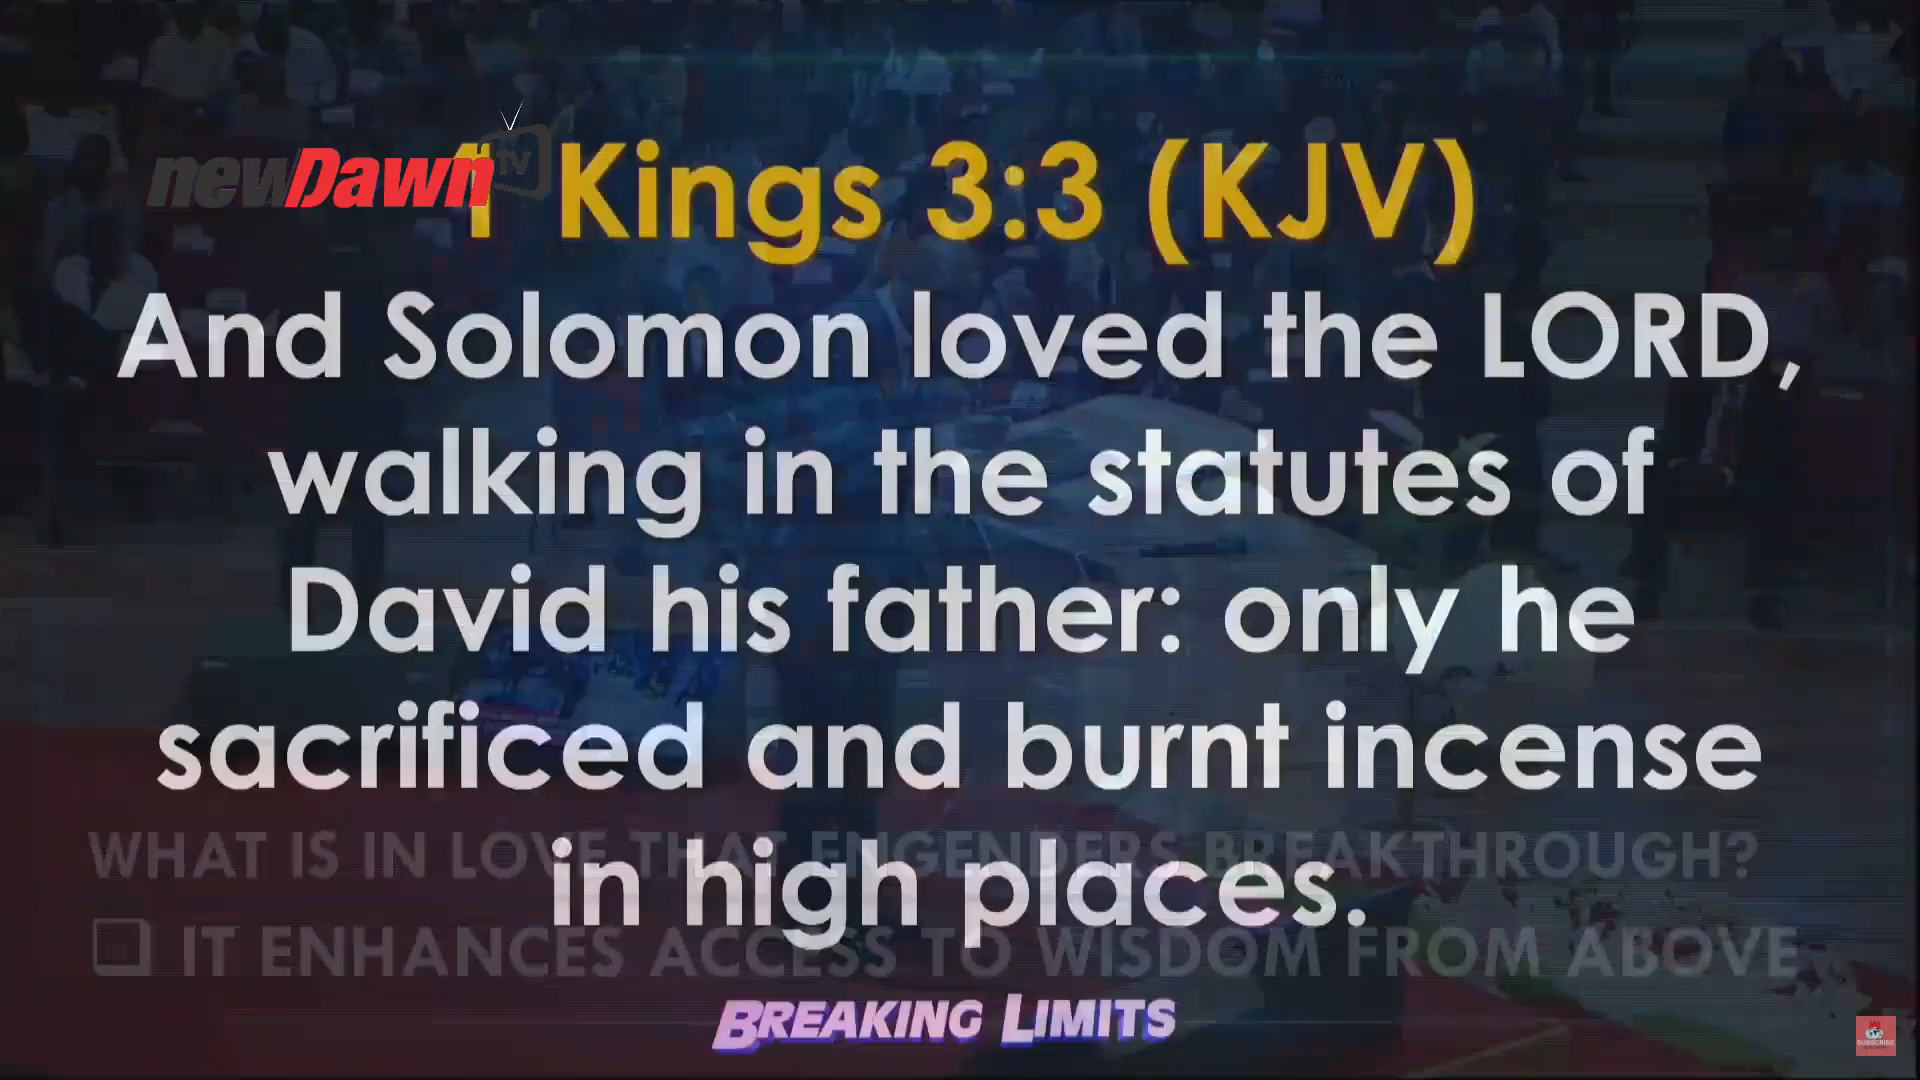 newDawn tv
1 Kings 3:3 (KJV)
And Solomon loved the LORD,
walking in the statutes of
David his father: only he
sacrificed and burnt incense
in high places.
WHAT IS IN LOVE THAT ENGENDERS BREAKTHROUGH?
IT ENHANCES ACCESS TO WISDOM FROM ABOVE
BREAKING LIMITS
SUBSCRIBE